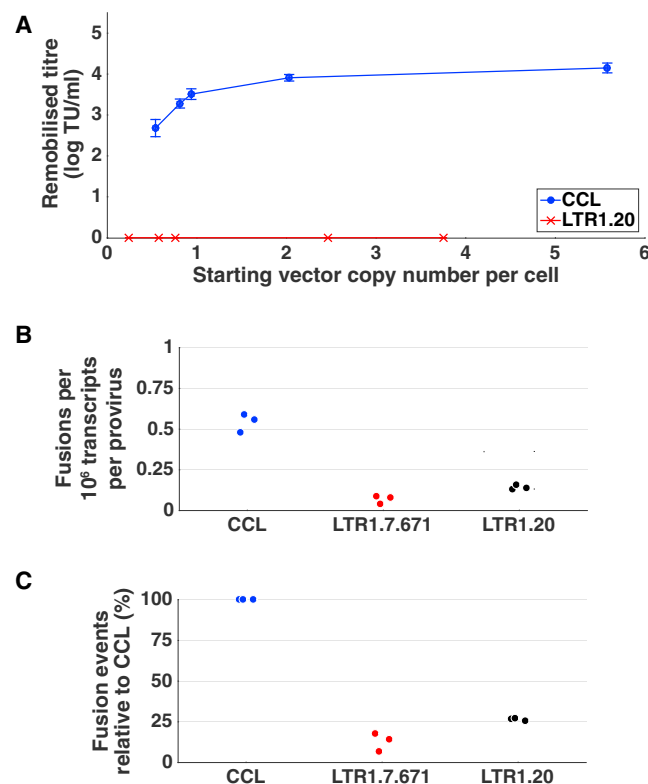 A
Remobilised titre
(log TU/ml)
5
4
3
2
1
0
0
1
2
3
4
5
6
CCL
LTR1.20
Starting vector copy number per cell
B
Fusions per
10⁶ transcripts
per provirus
1
0.75
0.5
0.25
0
CCL
LTR1.7.671
LTR1.20
C
Fusion events
relative to CCL (%)
100
75
50
25
0
CCL
LTR1.7.671
LTR1.20